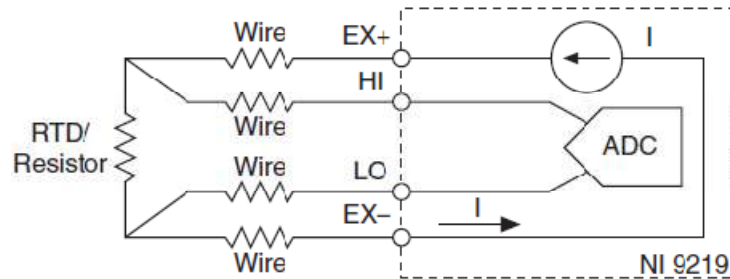 Wire EX+ I
HI
Wire
RTD/
Resistor
ADC
Wire
LO
EX– I
Wire
NI 9219